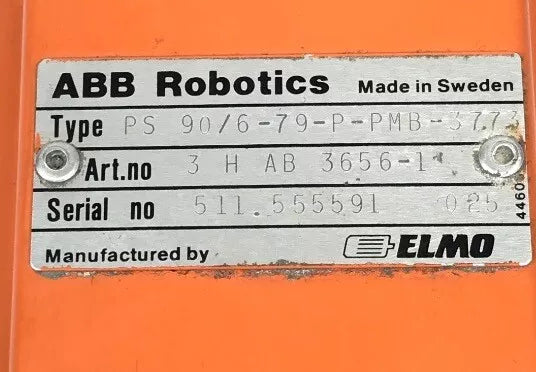 ABB Robotics Made in Sweden
Type PS 90/6-79-P-PMB-3773
Art.no 3 H AB 3656-1
Serial no 511.555591 025
Manufactured by ELMO